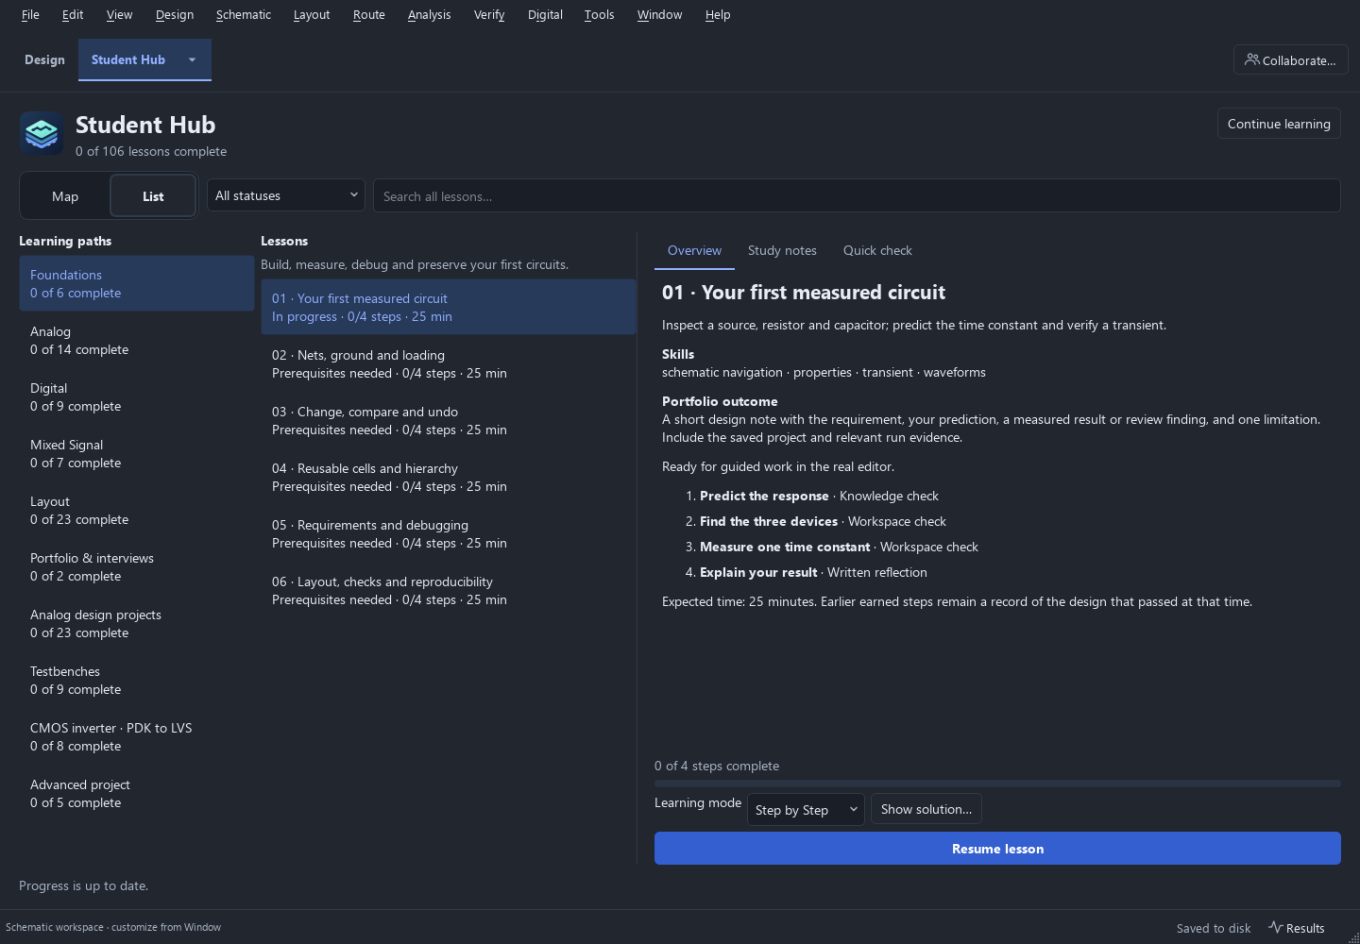 File Edit View Design Schematic Layout Route Analysis Verify Digital Tools Window Help
Design Student Hub Collaborate...
Student Hub
0 of 106 lessons complete
Continue learning
Map List All statuses Search all lessons...
Learning paths
Foundations
0 of 6 complete
Analog
0 of 14 complete
Digital
0 of 9 complete
Mixed Signal
0 of 7 complete
Layout
0 of 23 complete
Portfolio & interviews
0 of 2 complete
Analog design projects
0 of 23 complete
Testbenches
0 of 9 complete
CMOS inverter · PDK to LVS
0 of 8 complete
Advanced project
0 of 5 complete
Lessons
Build, measure, debug and preserve your first circuits.
01 · Your first measured circuit
In progress · 0/4 steps · 25 min
02 · Nets, ground and loading
Prerequisites needed · 0/4 steps · 25 min
03 · Change, compare and undo
Prerequisites needed · 0/4 steps · 25 min
04 · Reusable cells and hierarchy
Prerequisites needed · 0/4 steps · 25 min
05 · Requirements and debugging
Prerequisites needed · 0/4 steps · 25 min
06 · Layout, checks and reproducibility
Prerequisites needed · 0/4 steps · 25 min
Overview Study notes Quick check
01 · Your first measured circuit
Inspect a source, resistor and capacitor; predict the time constant and verify a transient.
Skills
schematic navigation · properties · transient · waveforms
Portfolio outcome
A short design note with the requirement, your prediction, a measured result or review finding, and one limitation.
Include the saved project and relevant run evidence.
Ready for guided work in the real editor.
1. Predict the response · Knowledge check
2. Find the three devices · Workspace check
3. Measure one time constant · Workspace check
4. Explain your result · Written reflection
Expected time: 25 minutes. Earlier earned steps remain a record of the design that passed at that time.
0 of 4 steps complete
Learning mode Step by Step Show solution...
Resume lesson
Progress is up to date.
Schematic workspace · customize from Window Saved to disk Results